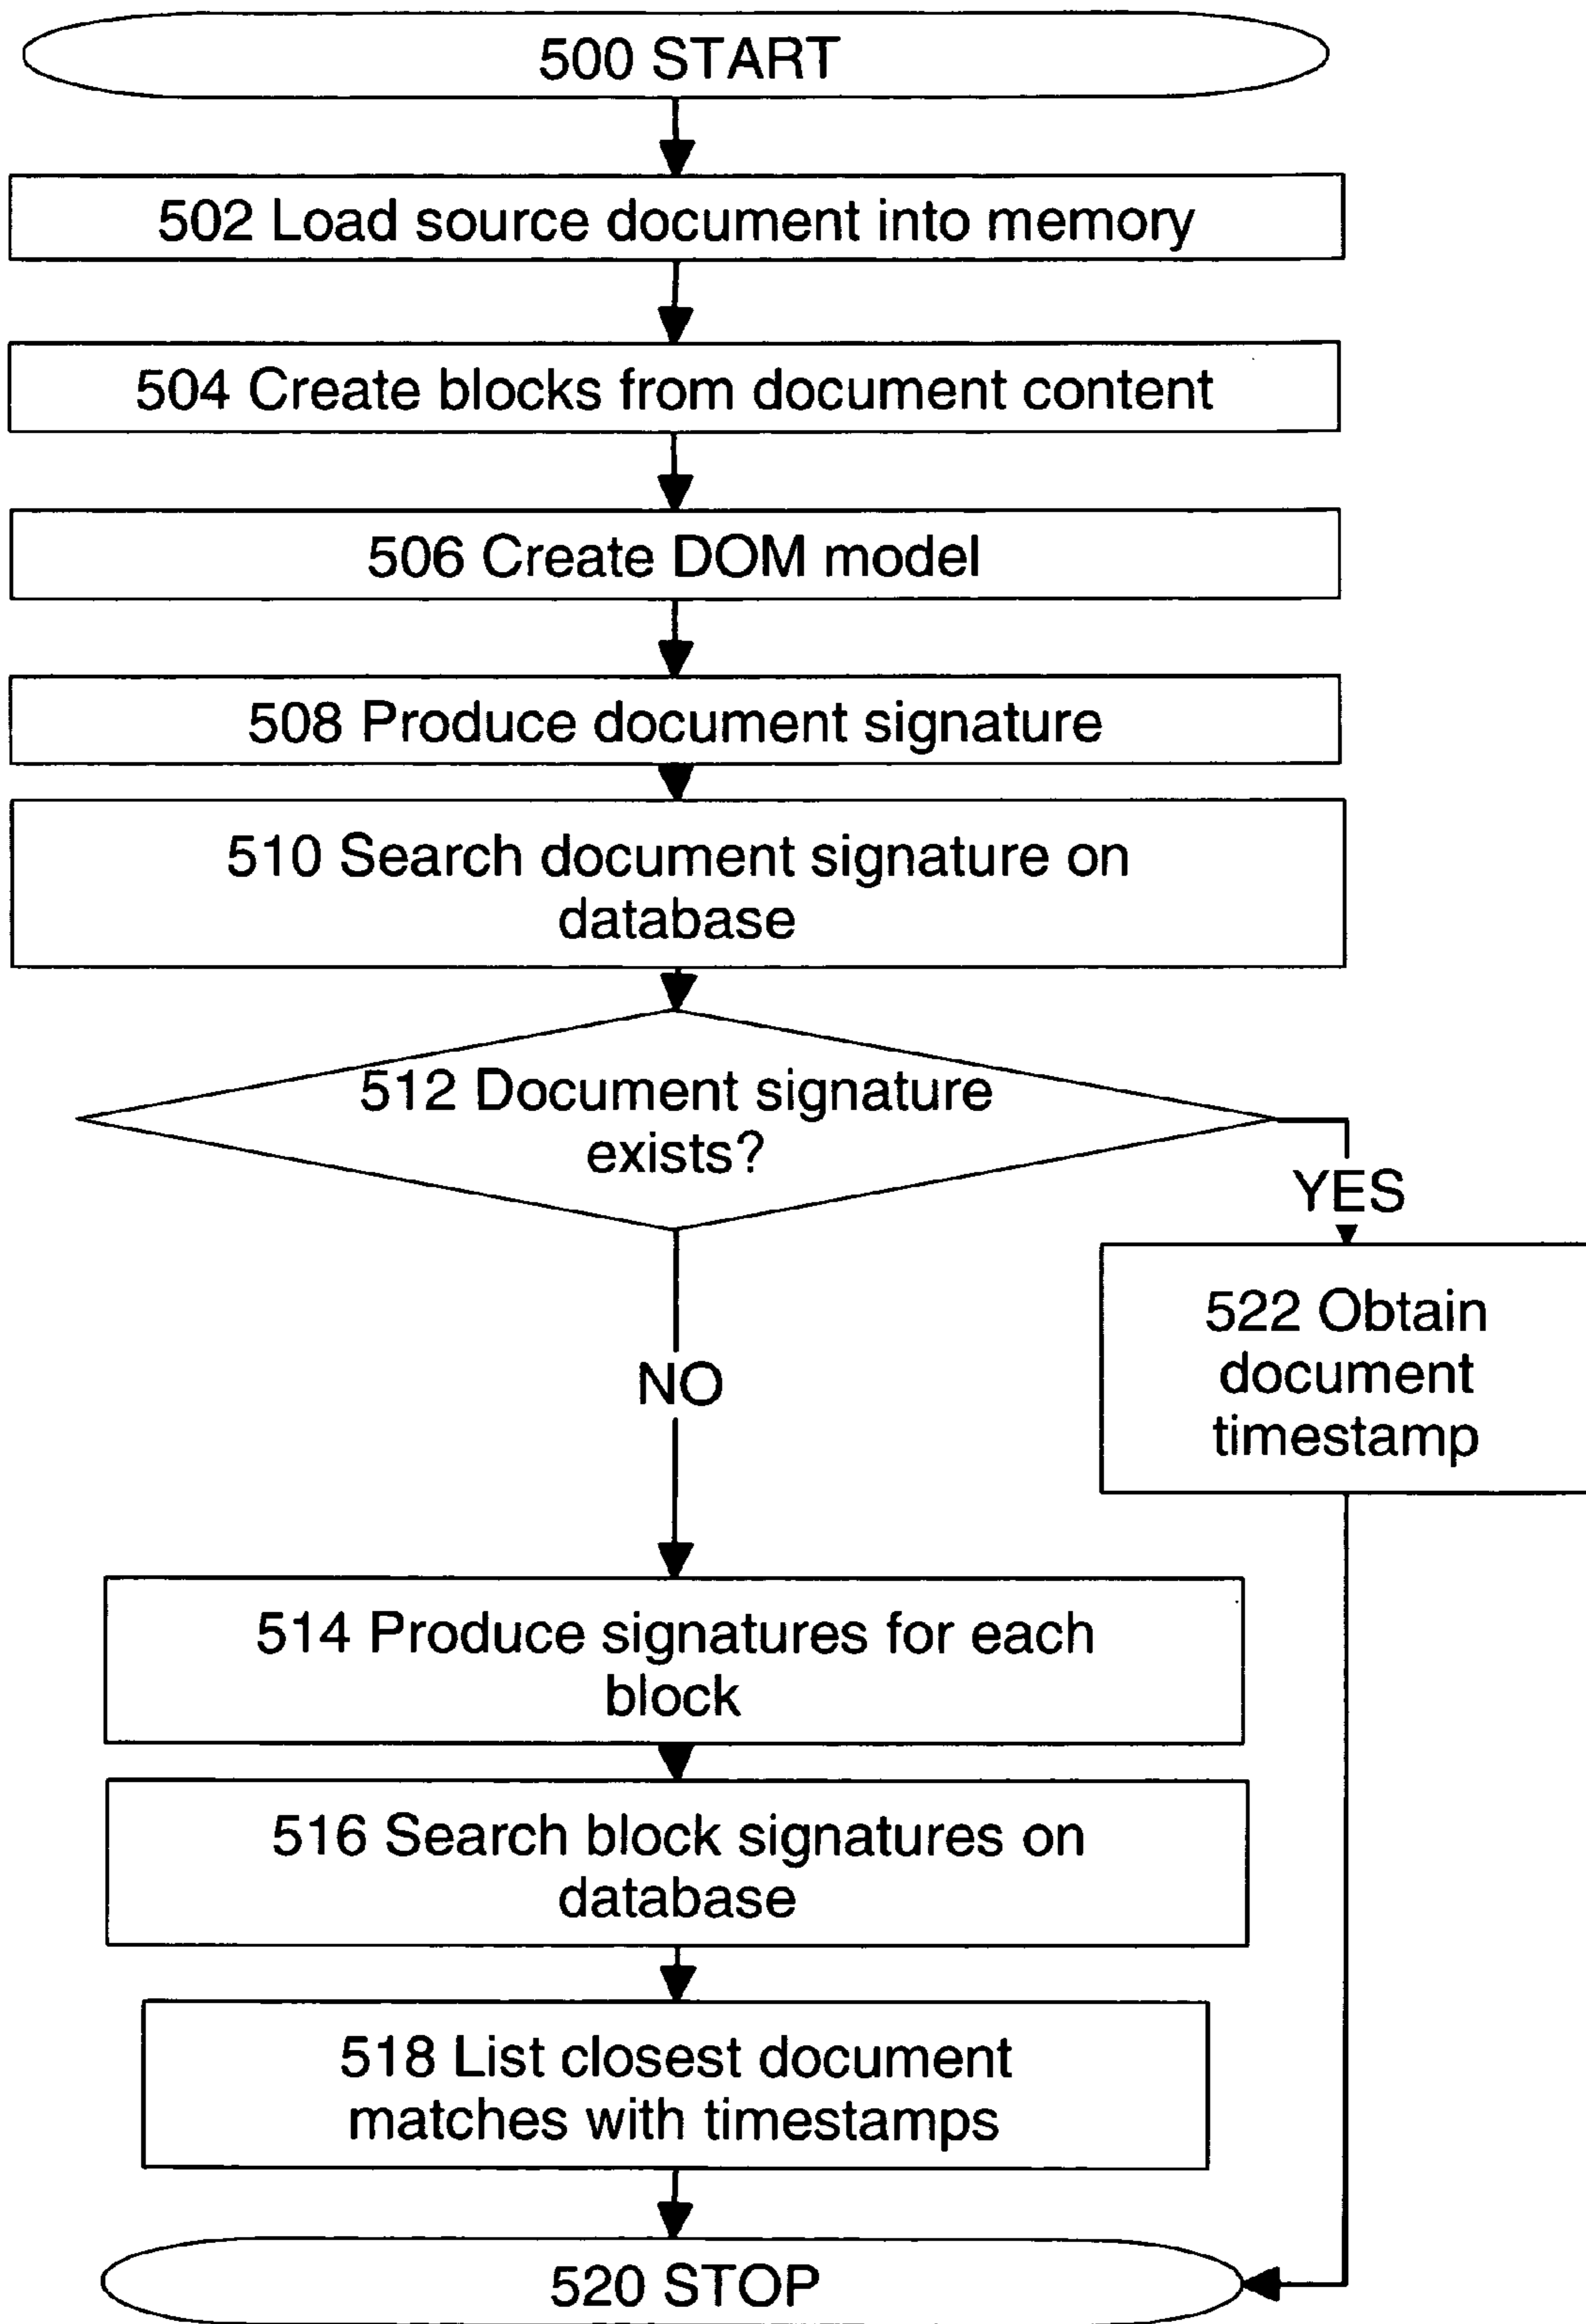 500 START
502 Load source document into memory
504 Create blocks from document content
506 Create DOM model
508 Produce document signature
510 Search document signature on
database
512 Document signature
exists?
YES
522 Obtain
document
timestamp
NO
514 Produce signatures for each
block
516 Search block signatures on
database
518 List closest document
matches with timestamps
520 STOP